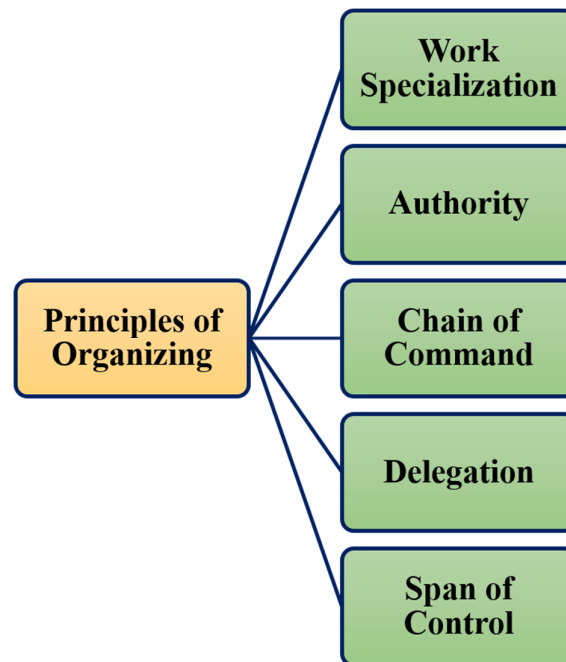 Work
Specialization
Authority
Principles of
Organizing
Chain of
Command
Delegation
Span of
Control